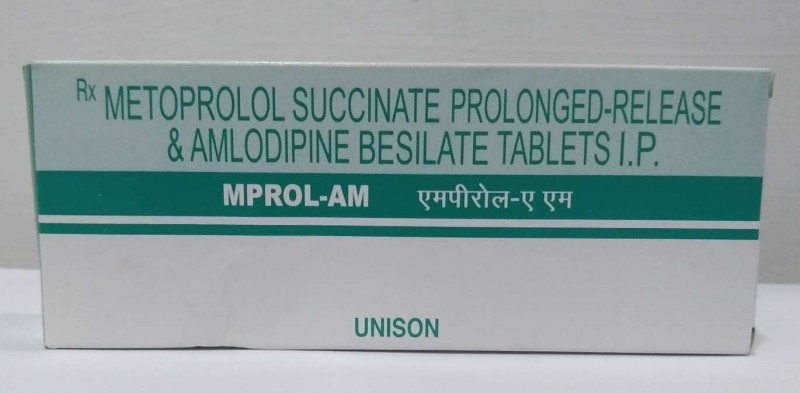 Rx METOPROLOL SUCCINATE PROLONGED-RELEASE
& AMLODIPINE BESILATE TABLETS I.P.
MPROL-AM एमपीरोल-ए एम
UNISON